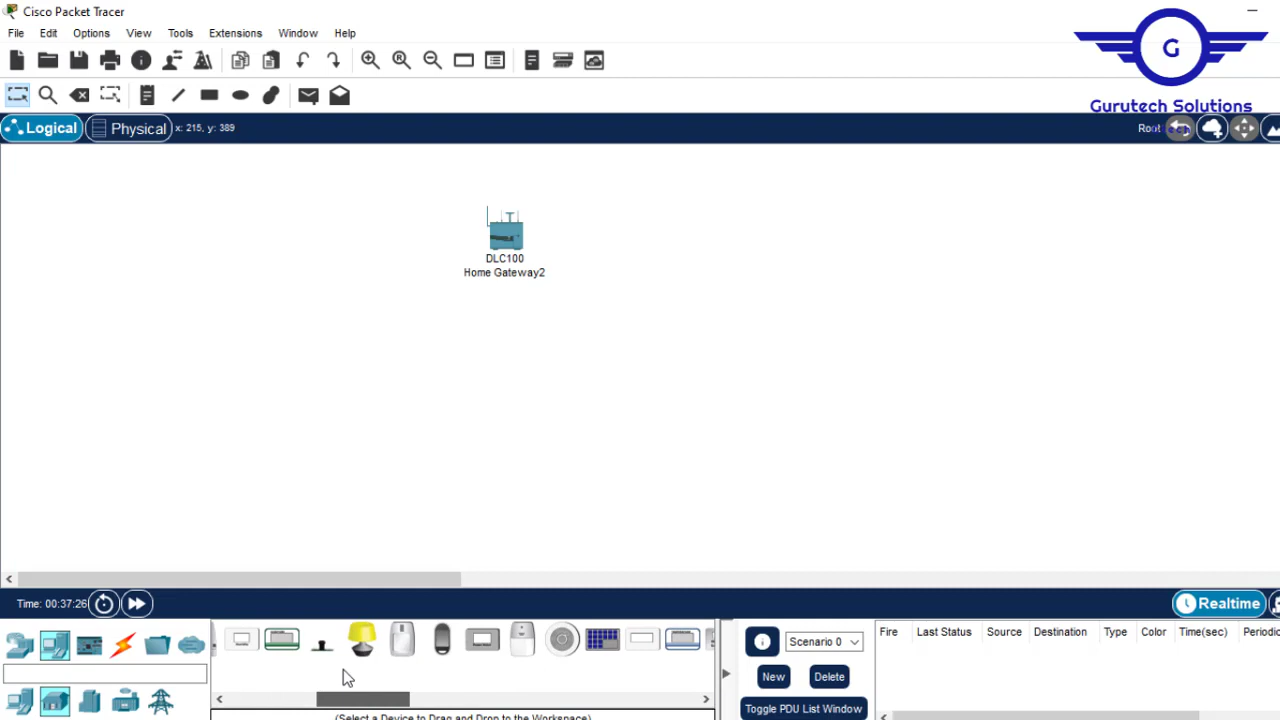 Cisco Packet Tracer
File Edit Options View Tools Extensions Window Help
G
Gurutech Solutions
Logical Physical x: 215, y: 389
Root
DLC100
Home Gateway2
Time: 00:37:26
Realtime
Scenario 0
New Delete
Toggle PDU List Window
Fire Last Status Source Destination Type Color Time(sec) Periodic
(Select a Device to Drag and Drop to the Workspace)